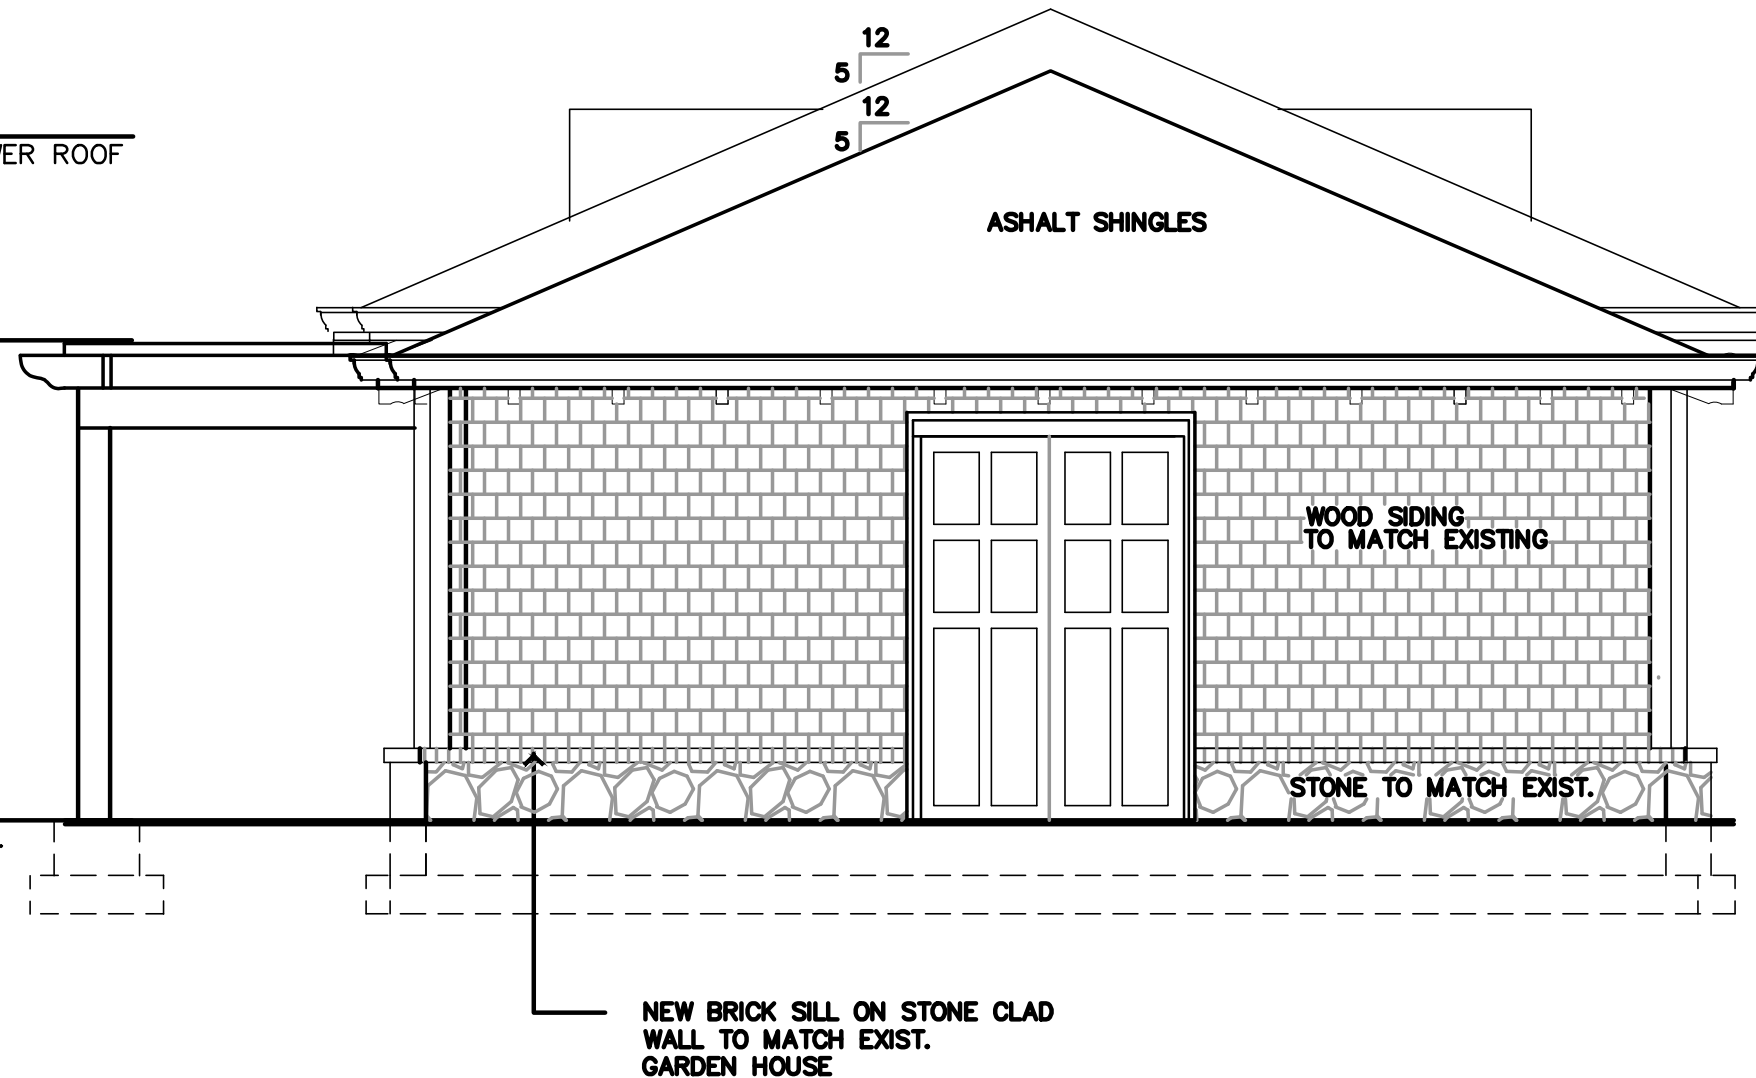 12
5
12
5
ROOF
ASHALT SHINGLES
WOOD SIDING
TO MATCH EXISTING
STONE TO MATCH EXIST.
NEW BRICK SILL ON STONE CLAD
WALL TO MATCH EXIST.
GARDEN HOUSE